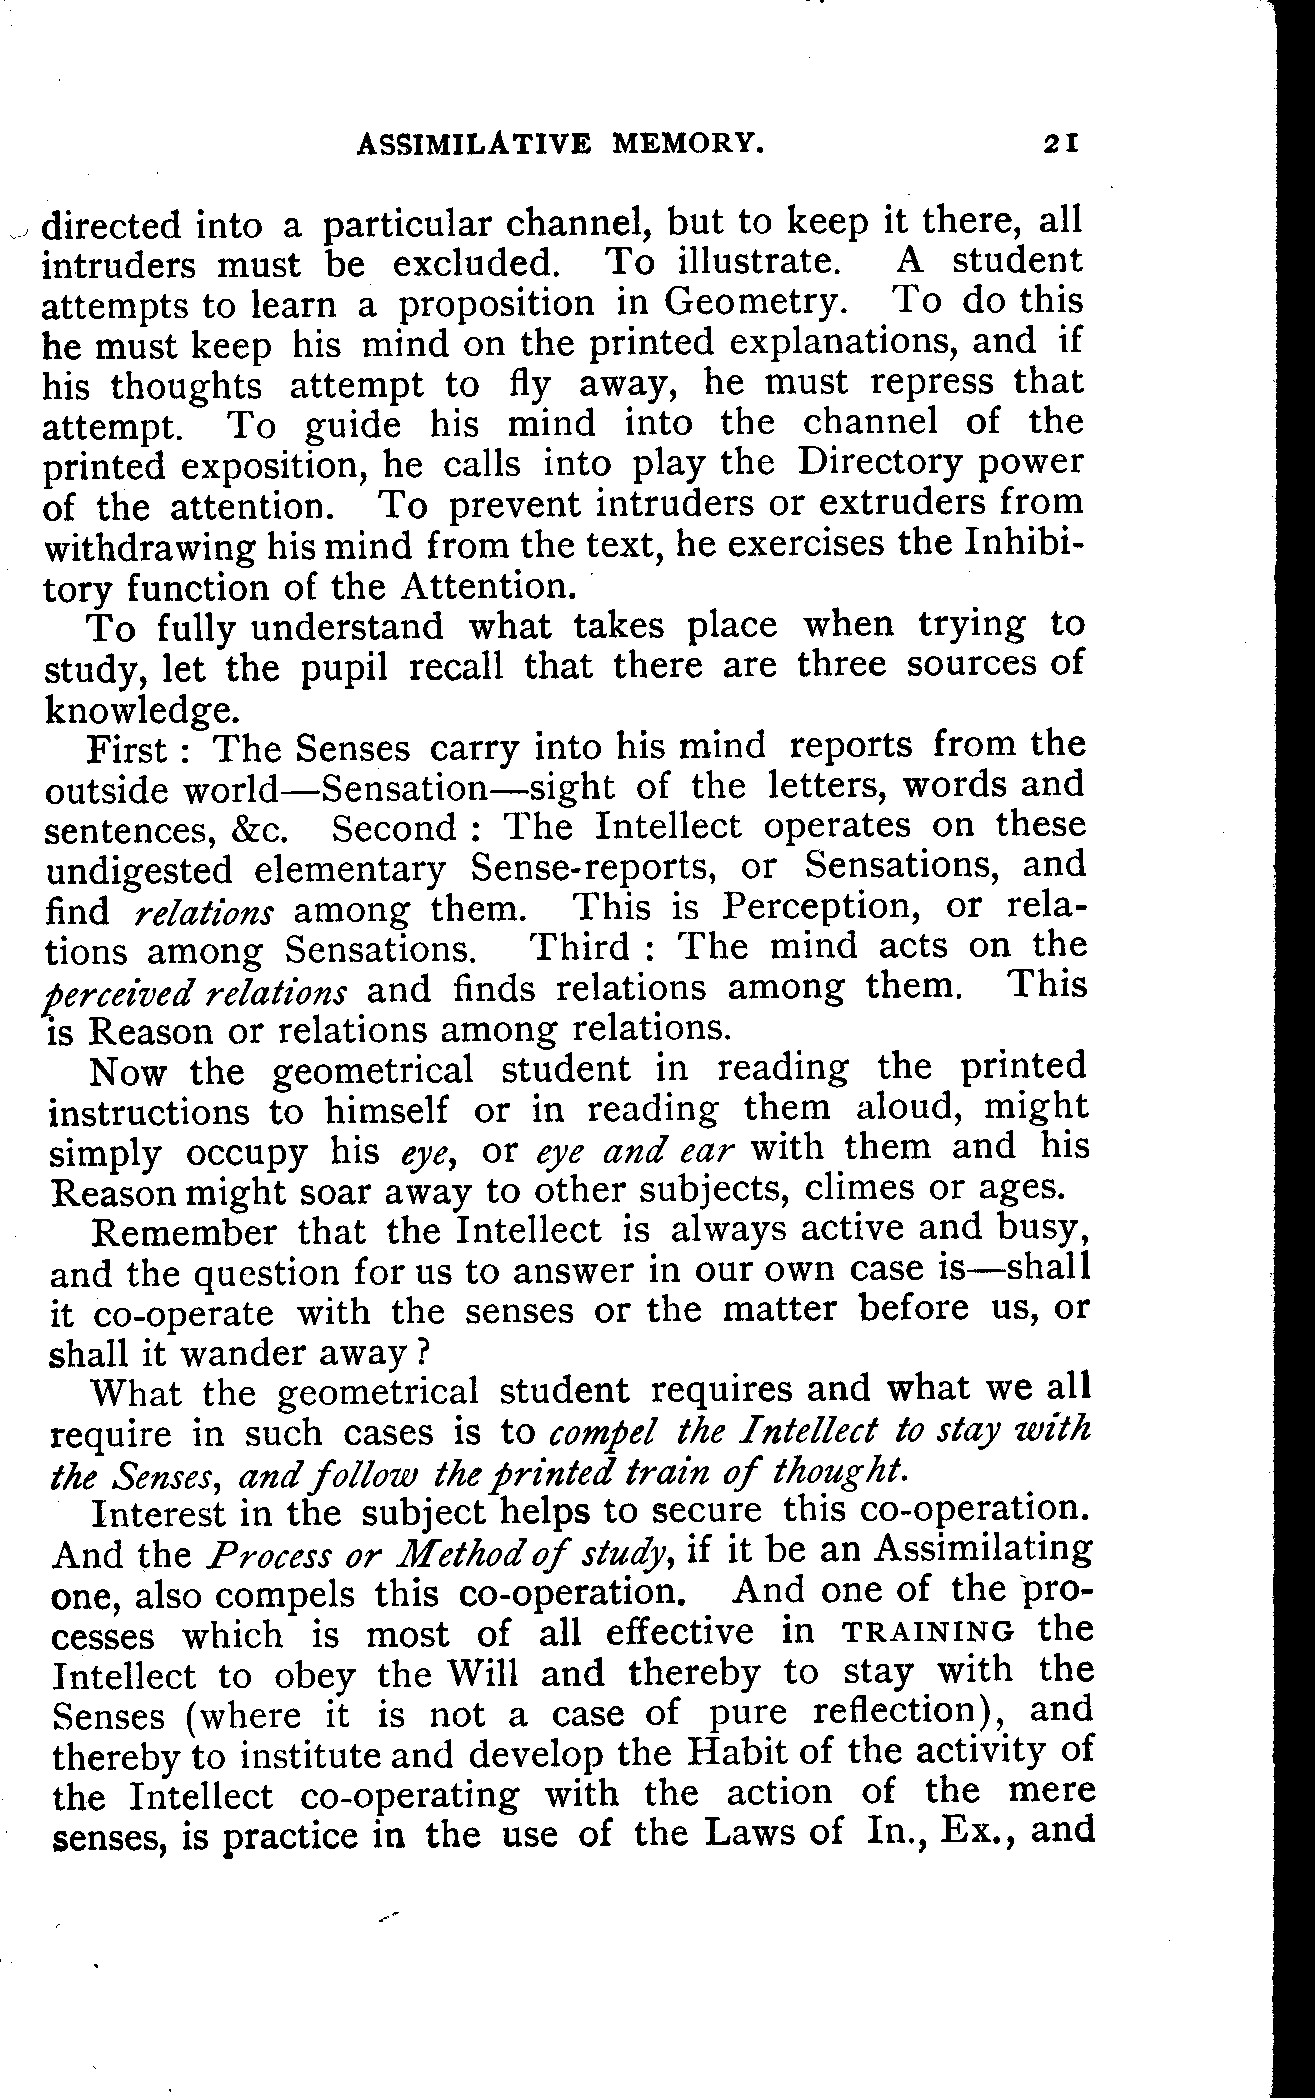 ASSIMILATIVE MEMORY. 21
directed into a particular channel, but to keep it there, all
intruders must be excluded. To illustrate. A student
attempts to learn a proposition in Geometry. To do this
he must keep his mind on the printed explanations, and if
his thoughts attempt to fly away, he must repress that
attempt. To guide his mind into the channel of the
printed exposition, he calls into play the Directory power
of the attention. To prevent intruders or extruders from
withdrawing his mind from the text, he exercises the Inhibi-
tory function of the Attention.
To fully understand what takes place when trying to
study, let the pupil recall that there are three sources of
knowledge.
First : The Senses carry into his mind reports from the
outside world—Sensation—sight of the letters, words and
sentences, &c. Second : The Intellect operates on these
undigested elementary Sense-reports, or Sensations, and
find relations among them. This is Perception, or rela-
tions among Sensations. Third : The mind acts on the
perceived relations and finds relations among them. This
is Reason or relations among relations.
Now the geometrical student in reading the printed
instructions to himself or in reading them aloud, might
simply occupy his eye, or eye and ear with them and his
Reason might soar away to other subjects, climes or ages.
Remember that the Intellect is always active and busy,
and the question for us to answer in our own case is—shall
it co-operate with the senses or the matter before us, or
shall it wander away ?
What the geometrical student requires and what we all
require in such cases is to compel the Intellect to stay with
the Senses, and follow the printed train of thought.
Interest in the subject helps to secure this co-operation.
And the Process or Method of study, if it be an Assimilating
one, also compels this co-operation. And one of the pro-
cesses which is most of all effective in TRAINING the
Intellect to obey the Will and thereby to stay with the
Senses (where it is not a case of pure reflection), and
thereby to institute and develop the Habit of the activity of
the Intellect co-operating with the action of the mere
senses, is practice in the use of the Laws of In., Ex., and